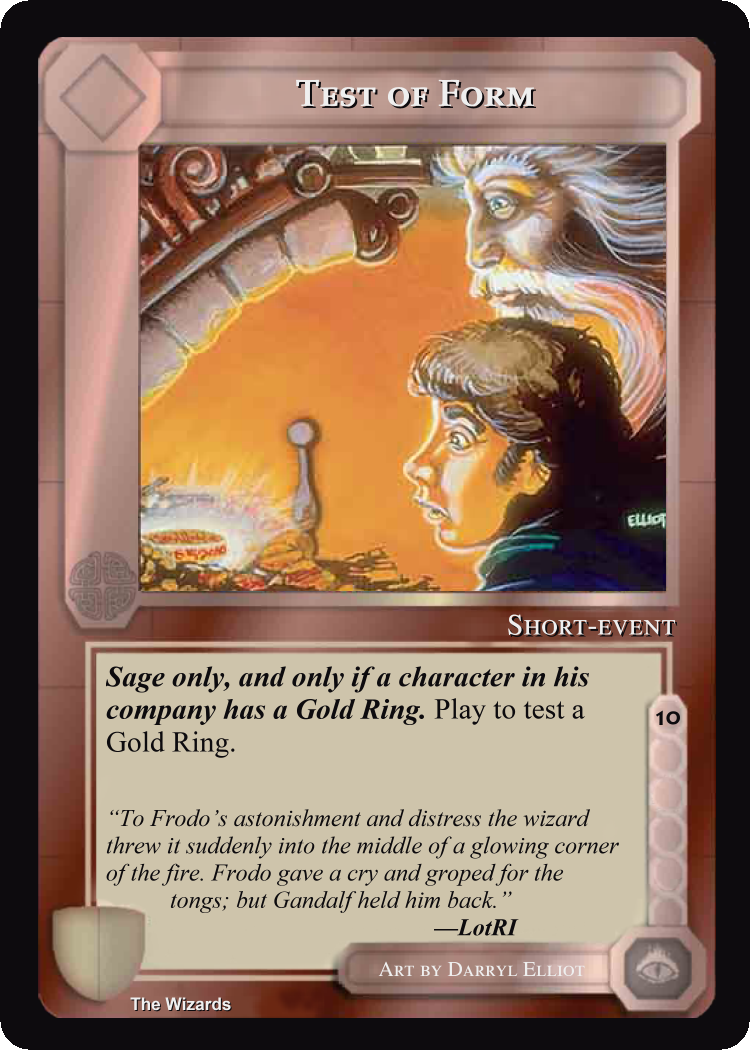 Test of Form
ELLIOT
Short-event
Sage only, and only if a character in his
company has a Gold Ring. Play to test a
Gold Ring.
10
“To Frodo’s astonishment and distress the wizard
threw it suddenly into the middle of a glowing corner
of the fire. Frodo gave a cry and groped for the
tongs; but Gandalf held him back.”
—LotRI
Art by Darryl Elliot
The Wizards